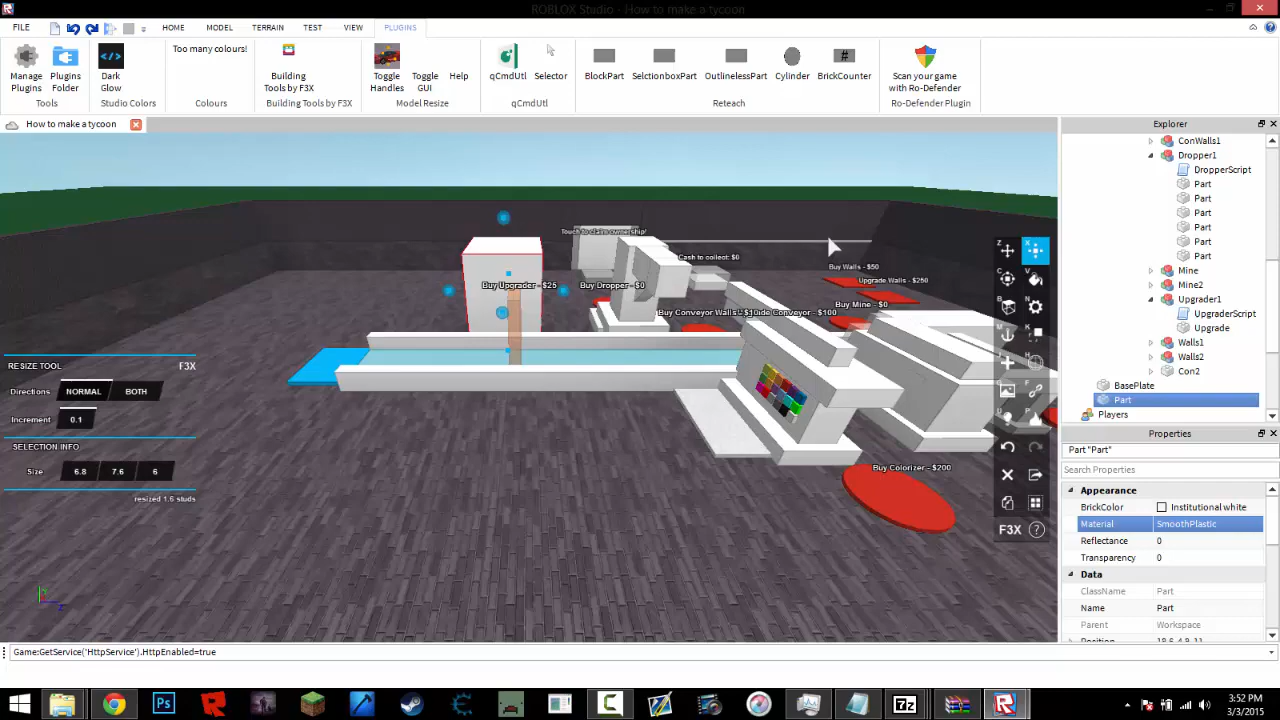 ROBLOX Studio - How to make a tycoon
FILE HOME MODEL TERRAIN TEST VIEW PLUGINS
Too many colours!
Manage Plugins
Plugins Folder
Dark Glow
Building Tools by F3X
Toggle Handles
Toggle GUI
Help
qCmdUtl
Selector
BlockPart
SelctionboxPart
OutlinelessPart
Cylinder
#
BrickCounter
Scan your game with Ro-Defender
Tools Studio Colors Colours Building Tools by F3X Model Resize qCmdUtl Reteach Ro-Defender Plugin
How to make a tycoon
Explorer
ConWalls1
Dropper1
DropperScript
Part
Part
Part
Part
Part
Part
Mine
Mine2
Upgrader1
UpgraderScript
Upgrade
Walls1
Walls2
Con2
BasePlate
Part
Players
Touch to claim ownership!
Cash to collect: $0
Buy Walls - $50
Upgrade Walls - $250
Buy Upgrader - $25
Buy Dropper - $0
Buy Mine - $0
Buy Colorizer - $200
RESIZE TOOL F3X
Directions NORMAL BOTH
Increment 0.1
SELECTION INFO
Size 6.8 7.6 6
resized 1.6 studs
F3X ?
Properties
Part "Part"
Search Properties
Appearance
BrickColor Institutional white
Material SmoothPlastic
Reflectance 0
Transparency 0
Data
ClassName Part
Name Part
Parent Workspace
Game:GetService('HttpService').HttpEnabled=true
3:52 PM
3/3/2015